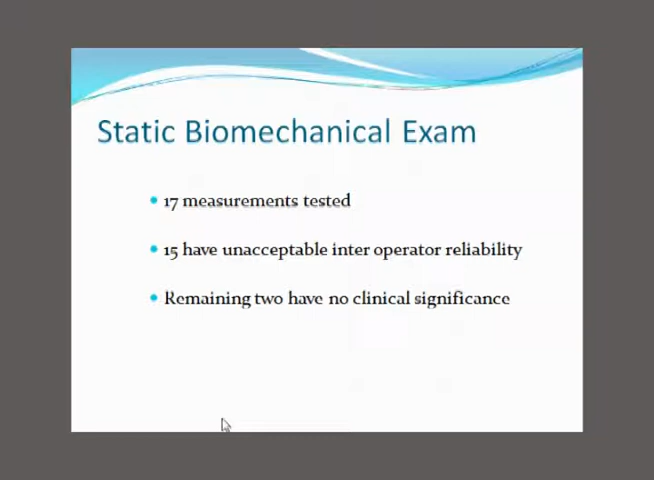 Static Biomechanical Exam
17 measurements tested
15 have unacceptable inter operator reliability
Remaining two have no clinical significance